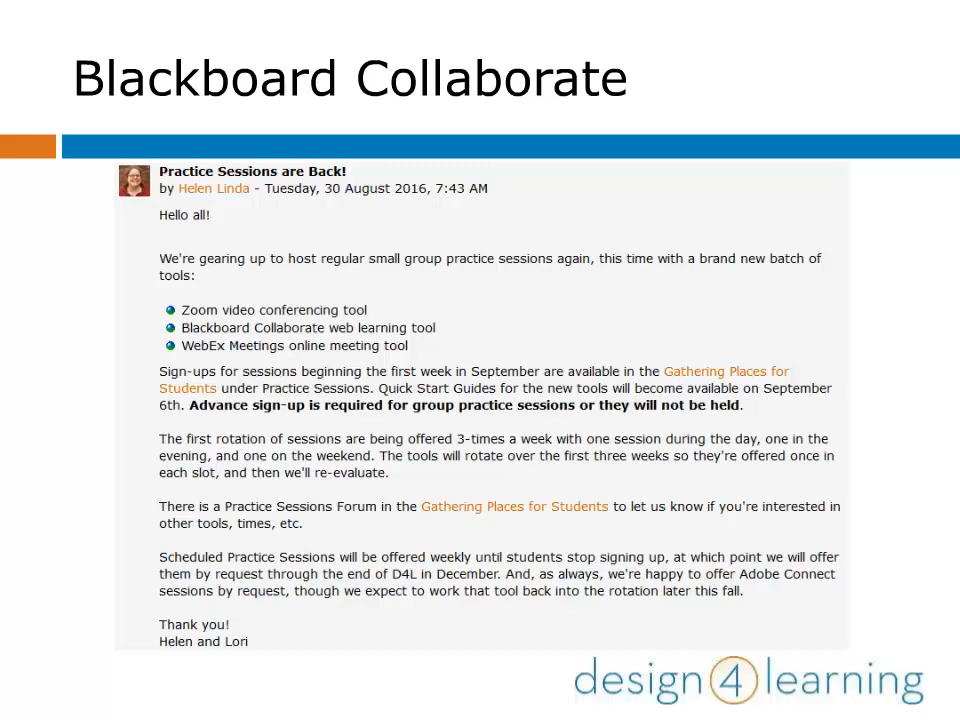 Blackboard Collaborate
Practice Sessions are Back!
by Helen Linda - Tuesday, 30 August 2016, 7:43 AM
Hello all!
We're gearing up to host regular small group practice sessions again, this time with a brand new batch of
tools:
Zoom video conferencing tool
Blackboard Collaborate web learning tool
WebEx Meetings online meeting tool
Sign-ups for sessions beginning the first week in September are available in the Gathering Places for
Students under Practice Sessions. Quick Start Guides for the new tools will become available on September
6th. Advance sign-up is required for group practice sessions or they will not be held.
The first rotation of sessions are being offered 3-times a week with one session during the day, one in the
evening, and one on the weekend. The tools will rotate over the first three weeks so they're offered once in
each slot, and then we'll re-evaluate.
There is a Practice Sessions Forum in the Gathering Places for Students to let us know if you're interested in
other tools, times, etc.
Scheduled Practice Sessions will be offered weekly until students stop signing up, at which point we will offer
them by request through the end of D4L in December. And, as always, we're happy to offer Adobe Connect
sessions by request, though we expect to work that tool back into the rotation later this fall.
Thank you!
Helen and Lori
design 4 learning